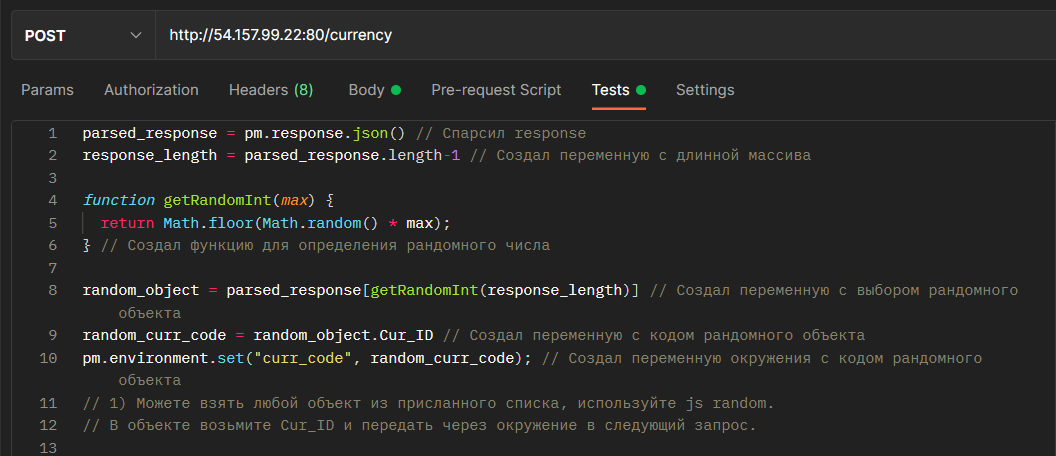 POST http://54.157.99.22:80/currency
Params Authorization Headers (8) Body Pre-request Script Tests Settings
1 parsed_response = pm.response.json() // Спарсил response
2 response_length = parsed_response.length-1 // Создал переменную с длинной массива
3
4 function getRandomInt(max) {
5 return Math.floor(Math.random() * max);
6 } // Создал функцию для определения рандомного числа
7
8 random_object = parsed_response[getRandomInt(response_length)] // Создал переменную с выбором рандомного
объекта
9 random_curr_code = random_object.Cur_ID // Создал переменную с кодом рандомного объекта
10 pm.environment.set("curr_code", random_curr_code); // Создал переменную окружения с кодом рандомного
объекта
11 // 1) Можете взять любой объект из присланного списка, используйте js random.
12 // В объекте возьмите Cur_ID и передать через окружение в следующий запрос.
13